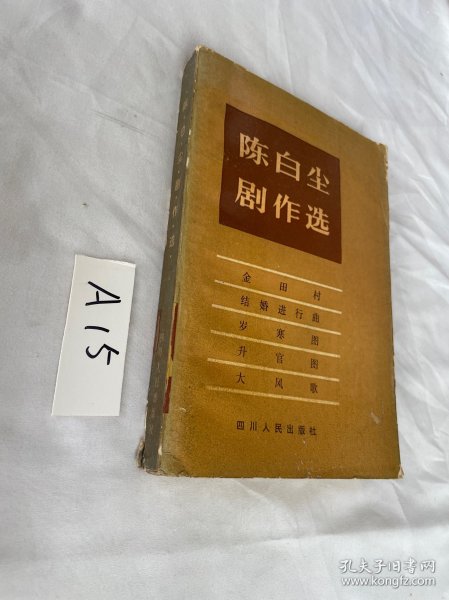 陈白尘
剧作选
金田村
结婚进行曲
岁寒图
升官图
大风歌
四川人民出版社
A15
孔夫子旧书网
www.kongfz.com